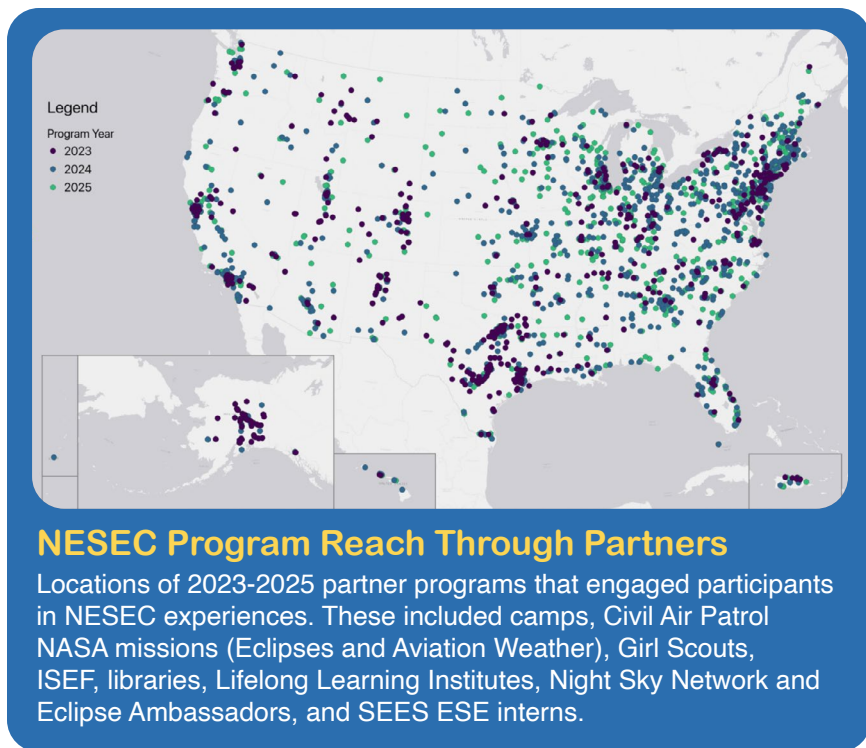 Legend
Program Year
2023
2024
2025
NESEC Program Reach Through Partners
Locations of 2023-2025 partner programs that engaged participants
in NESEC experiences. These included camps, Civil Air Patrol
NASA missions (Eclipses and Aviation Weather), Girl Scouts,
ISEF, libraries, Lifelong Learning Institutes, Night Sky Network and
Eclipse Ambassadors, and SEES ESE interns.